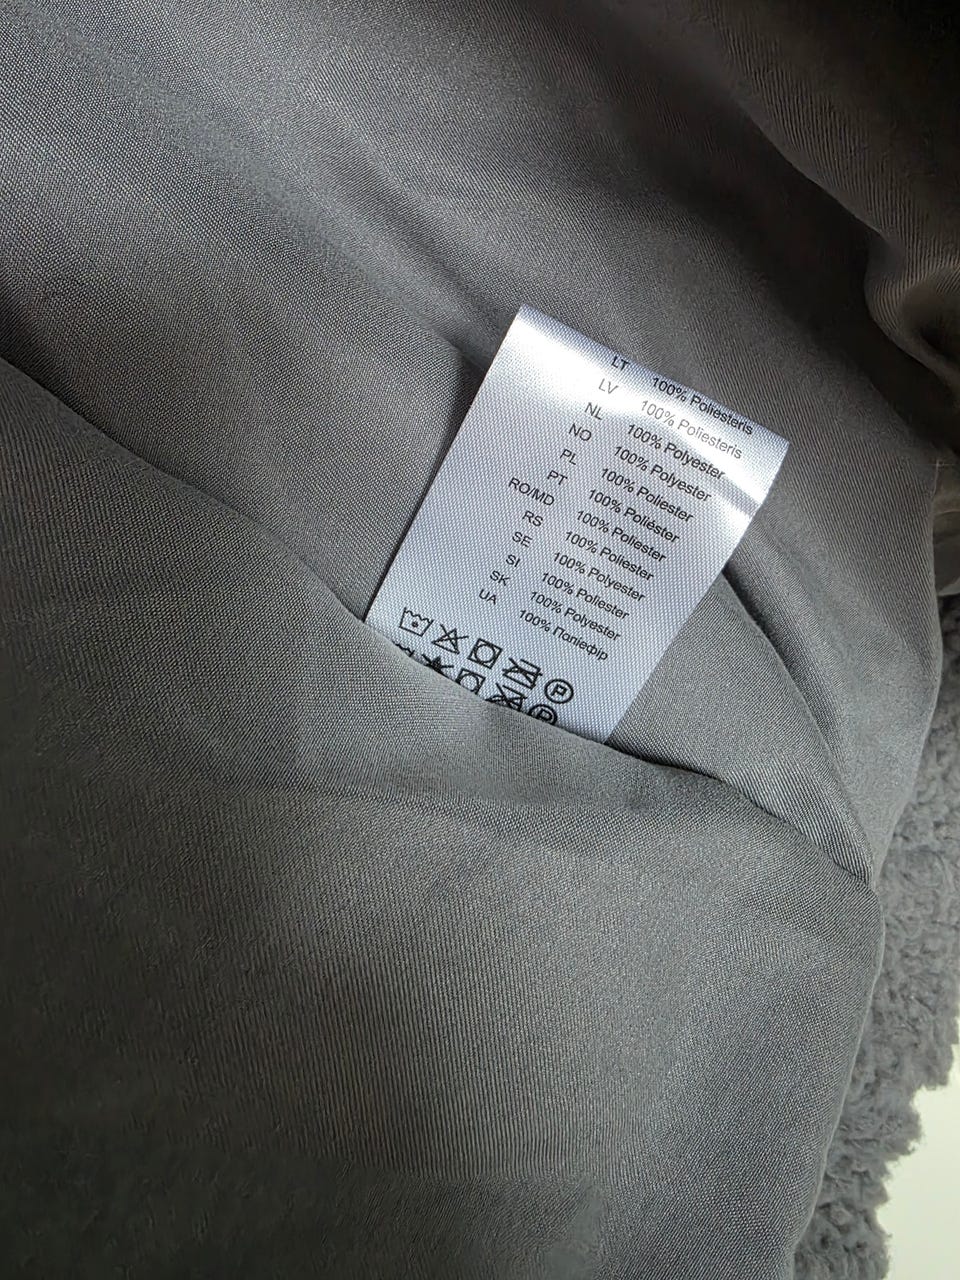 LT 100% Poliesteris
LV 100% Poliesteris
NL 100% Polyester
NO 100% Polyester
PL 100% Poliester
PT 100% Poliéster
RO/MD 100% Poliester
RS 100% Poliester
SE 100% Polyester
SI 100% Poliester
SK 100% Polyester
UA 100% Поліефір
P
P